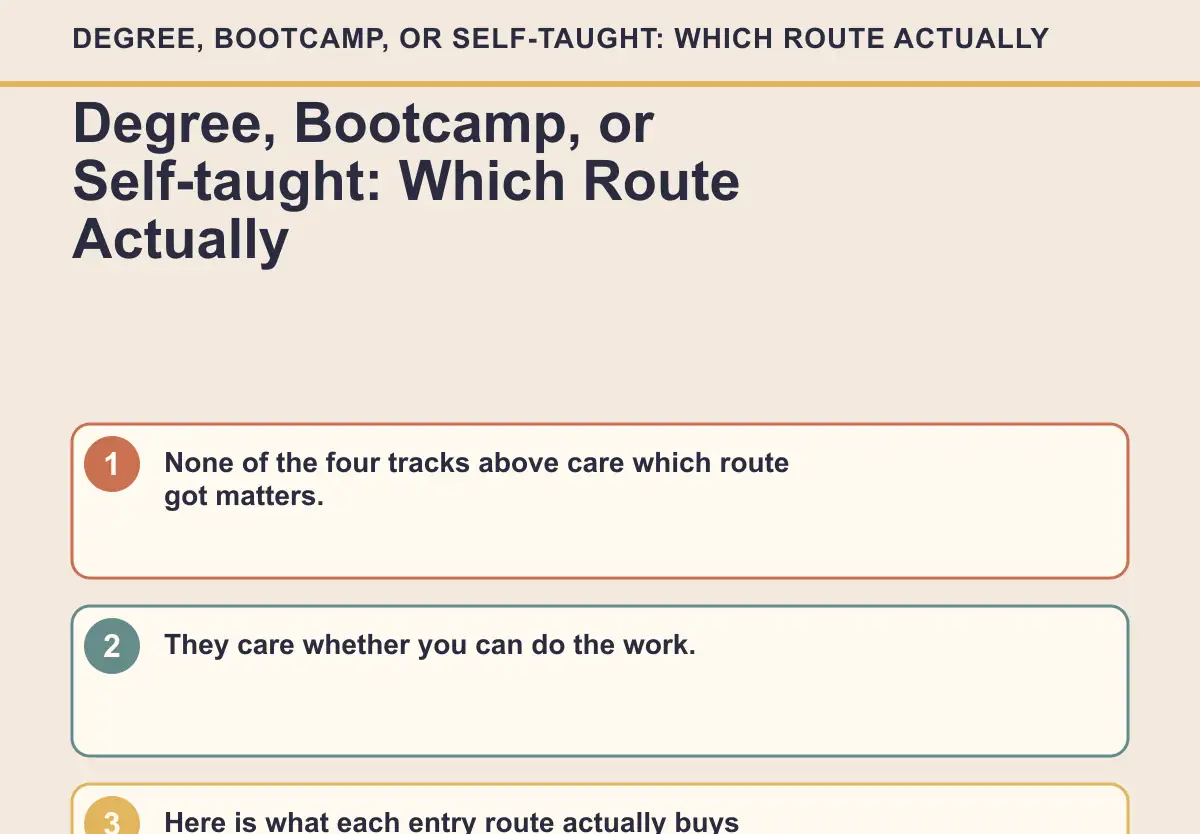 DEGREE, BOOTCAMP, OR SELF-TAUGHT: WHICH ROUTE ACTUALLY
Degree, Bootcamp, or
Self-taught: Which Route
Actually
1
None of the four tracks above care which route
got matters.
2
They care whether you can do the work.
3
Here is what each entry route actually buys